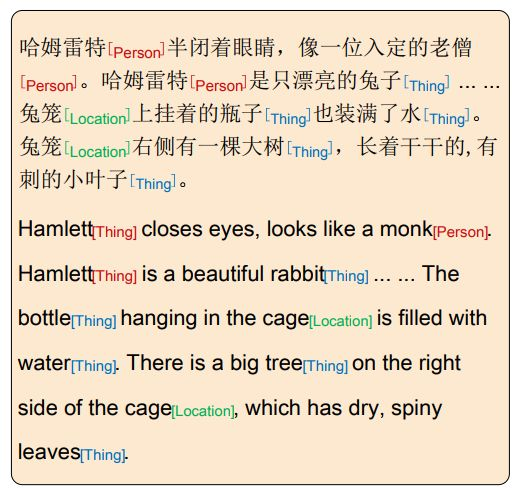 哈姆雷特[Person]半闭着眼睛，像一位入定的老僧
[Person]。哈姆雷特[Person]是只漂亮的兔子[Thing] ... ...
兔笼[Location]上挂着的瓶子[Thing]也装满了水[Thing]。
兔笼[Location]右侧有一棵大树[Thing]，长着干干的,有
刺的小叶子[Thing]。
Hamlett[Thing] closes eyes, looks like a monk[Person].
Hamlett[Thing] is a beautiful rabbit[Thing] ... ... The
bottle[Thing] hanging in the cage[Location] is filled with
water[Thing]. There is a big tree[Thing] on the right
side of the cage[Location], which has dry, spiny
leaves[Thing].